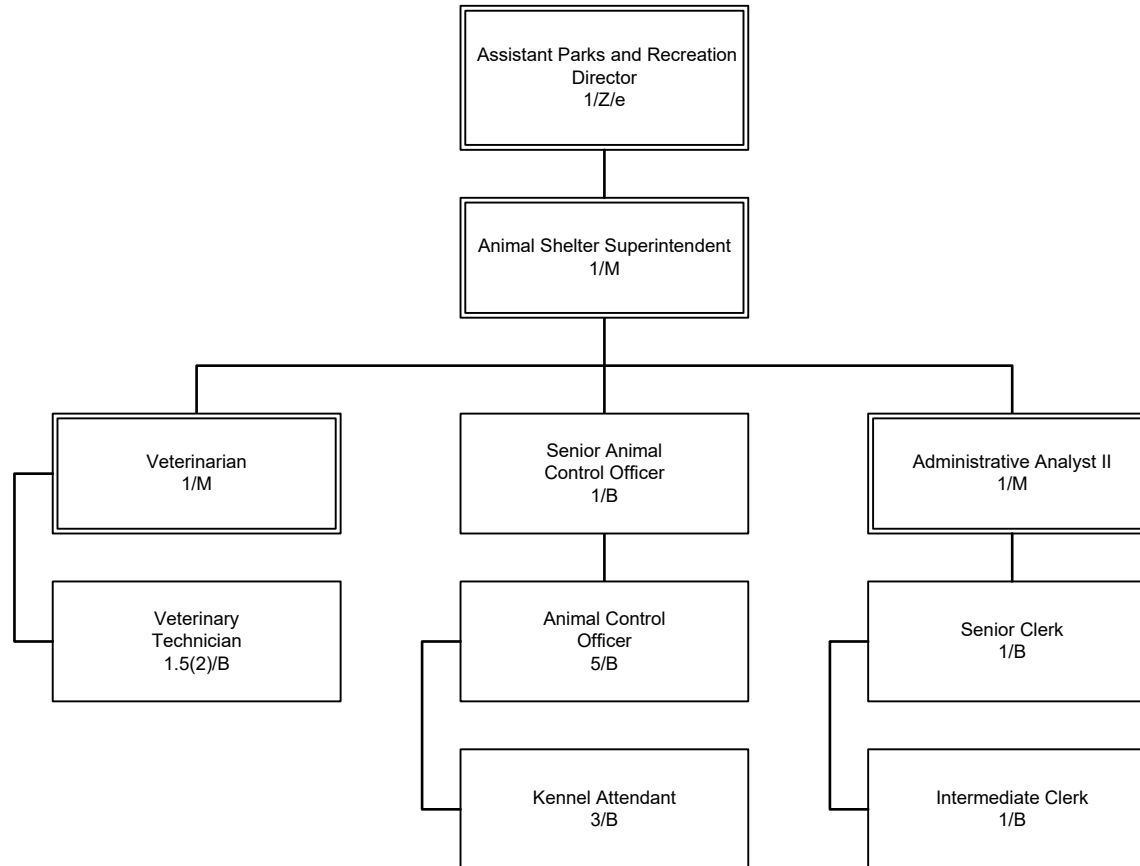 Assistant Parks and Recreation
Director
1/Z/e
Animal Shelter Superintendent
1/M
Veterinarian
1/M
Senior Animal
Control Officer
1/B
Administrative Analyst II
1/M
Veterinary
Technician
1.5(2)/B
Animal Control
Officer
5/B
Senior Clerk
1/B
Kennel Attendant
3/B
Intermediate Clerk
1/B